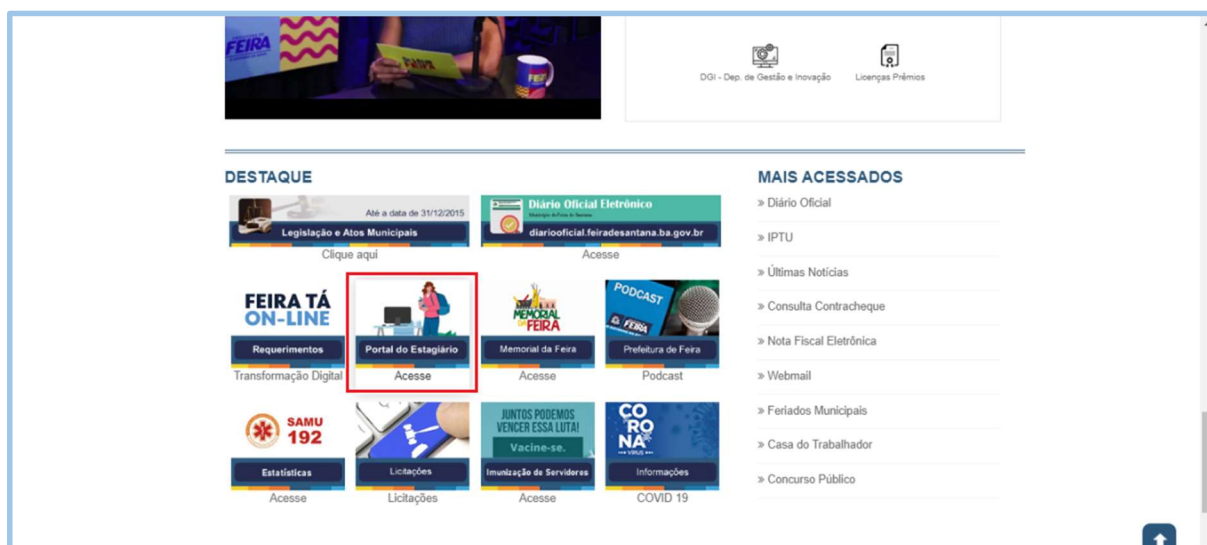 FEIRA
FEIRA
DGI - Dep. de Gestão e Inovação
Licenças Prêmios
DESTAQUE
Até a data de 31/12/2015
Legislação e Atos Municipais
Clique aqui
Diário Oficial Eletrônico
diariooficial.feiradesantana.ba.gov.br
Acesse
FEIRA TÁ
ON-LINE
Requerimentos
Transformação Digital
Portal do Estagiário
Acesse
MEMORIAL
DA FEIRA
Memorial da Feira
Acesse
PODCAST
FEIRA
Prefeitura de Feira
Podcast
SAMU
192
Estatísticas
Acesse
Licitações
Licitações
JUNTOS PODEMOS
VENCER ESSA LUTA!
Vacine-se.
Imunização de Servidores
Acesse
CO
RO
NA
VIRUS
Informações
COVID 19
MAIS ACESSADOS
» Diário Oficial
» IPTU
» Últimas Notícias
» Consulta Contracheque
» Nota Fiscal Eletrônica
» Webmail
» Feriados Municipais
» Casa do Trabalhador
» Concurso Público